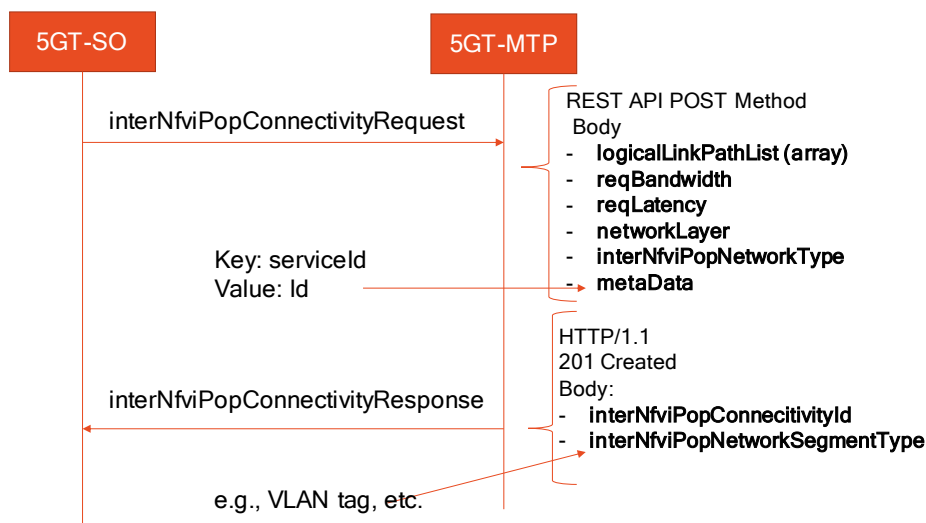 5GT-SO
5GT-MTP
interNfviPopConnectivityRequest
REST API POST Method
Body
- logicalLinkPathList (array)
- reqBandwidth
- reqLatency
- networkLayer
- interNfviPopNetworkType
- metaData
Key: serviceId
Value: Id
HTTP/1.1
201 Created
Body:
- interNfviPopConnecitivityId
- interNfviPopNetworkSegmentType
interNfviPopConnectivityResponse
e.g., VLAN tag, etc.